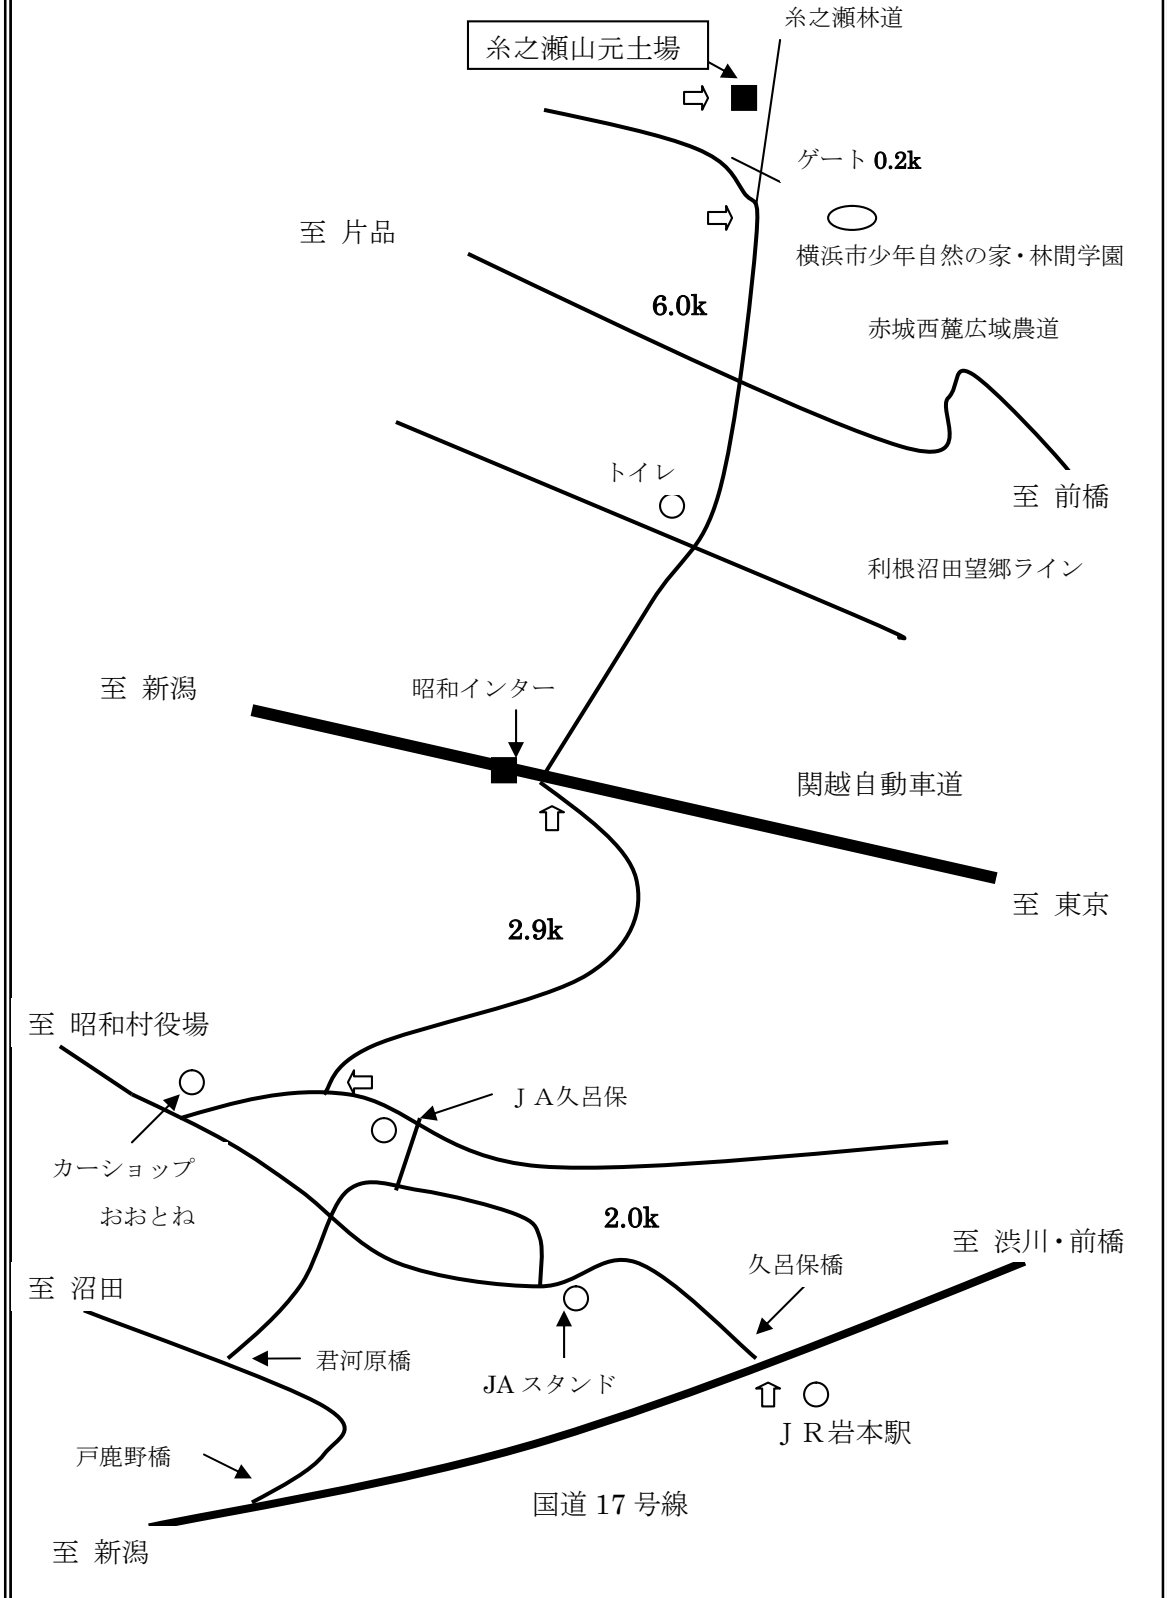 糸之瀬林道
糸之瀬山元土場
ゲート 0.2k
至 片品
横浜市少年自然の家・林間学園
6.0k
赤城西麓広域農道
トイレ
至 前橋
利根沼田望郷ライン
至 新潟
昭和インター
関越自動車道
至 東京
2.9k
至 昭和村役場
ＪＡ久呂保
カーショップ
おおとね
2.0k
至 渋川・前橋
久呂保橋
至 沼田
君河原橋
JAスタンド
ＪＲ岩本駅
戸鹿野橋
国道 17 号線
至 新潟